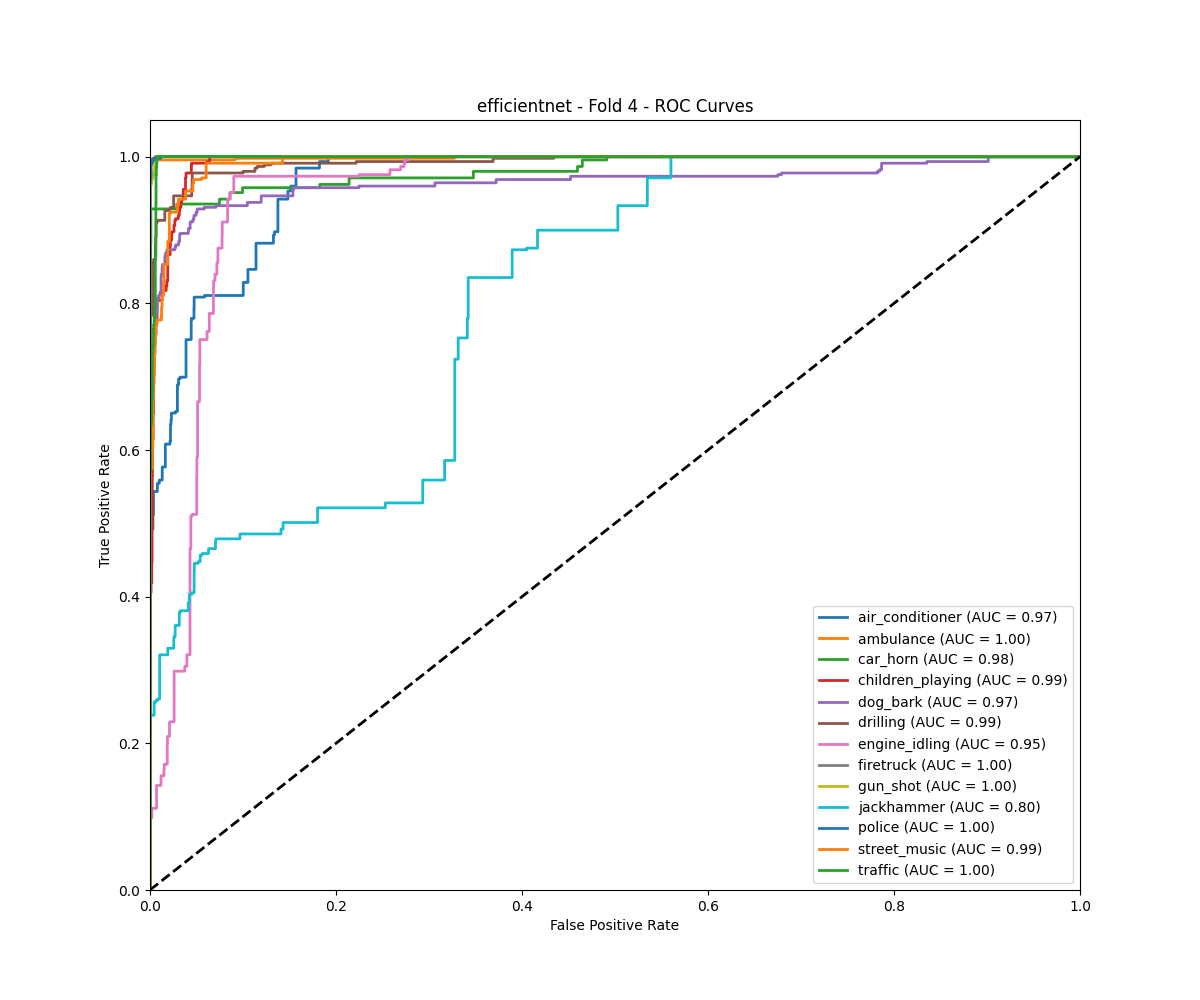 efficientnet - Fold 4 - ROC Curves
1.0
0.8
0.6
0.4
0.2
0.0
True Positive Rate
0.0 0.2 0.4 0.6 0.8 1.0
False Positive Rate
air_conditioner (AUC = 0.97)
ambulance (AUC = 1.00)
car_horn (AUC = 0.98)
children_playing (AUC = 0.99)
dog_bark (AUC = 0.97)
drilling (AUC = 0.99)
engine_idling (AUC = 0.95)
firetruck (AUC = 1.00)
gun_shot (AUC = 1.00)
jackhammer (AUC = 0.80)
police (AUC = 1.00)
street_music (AUC = 0.99)
traffic (AUC = 1.00)